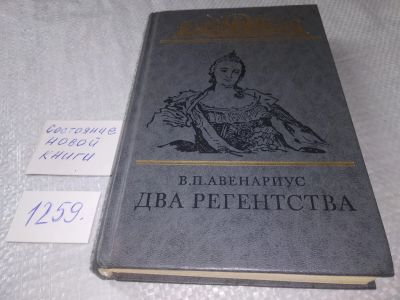 Состояние
новой
книги
1259.
В.П.АВЕНАРИУС
ДВА РЕГЕНТСТВА